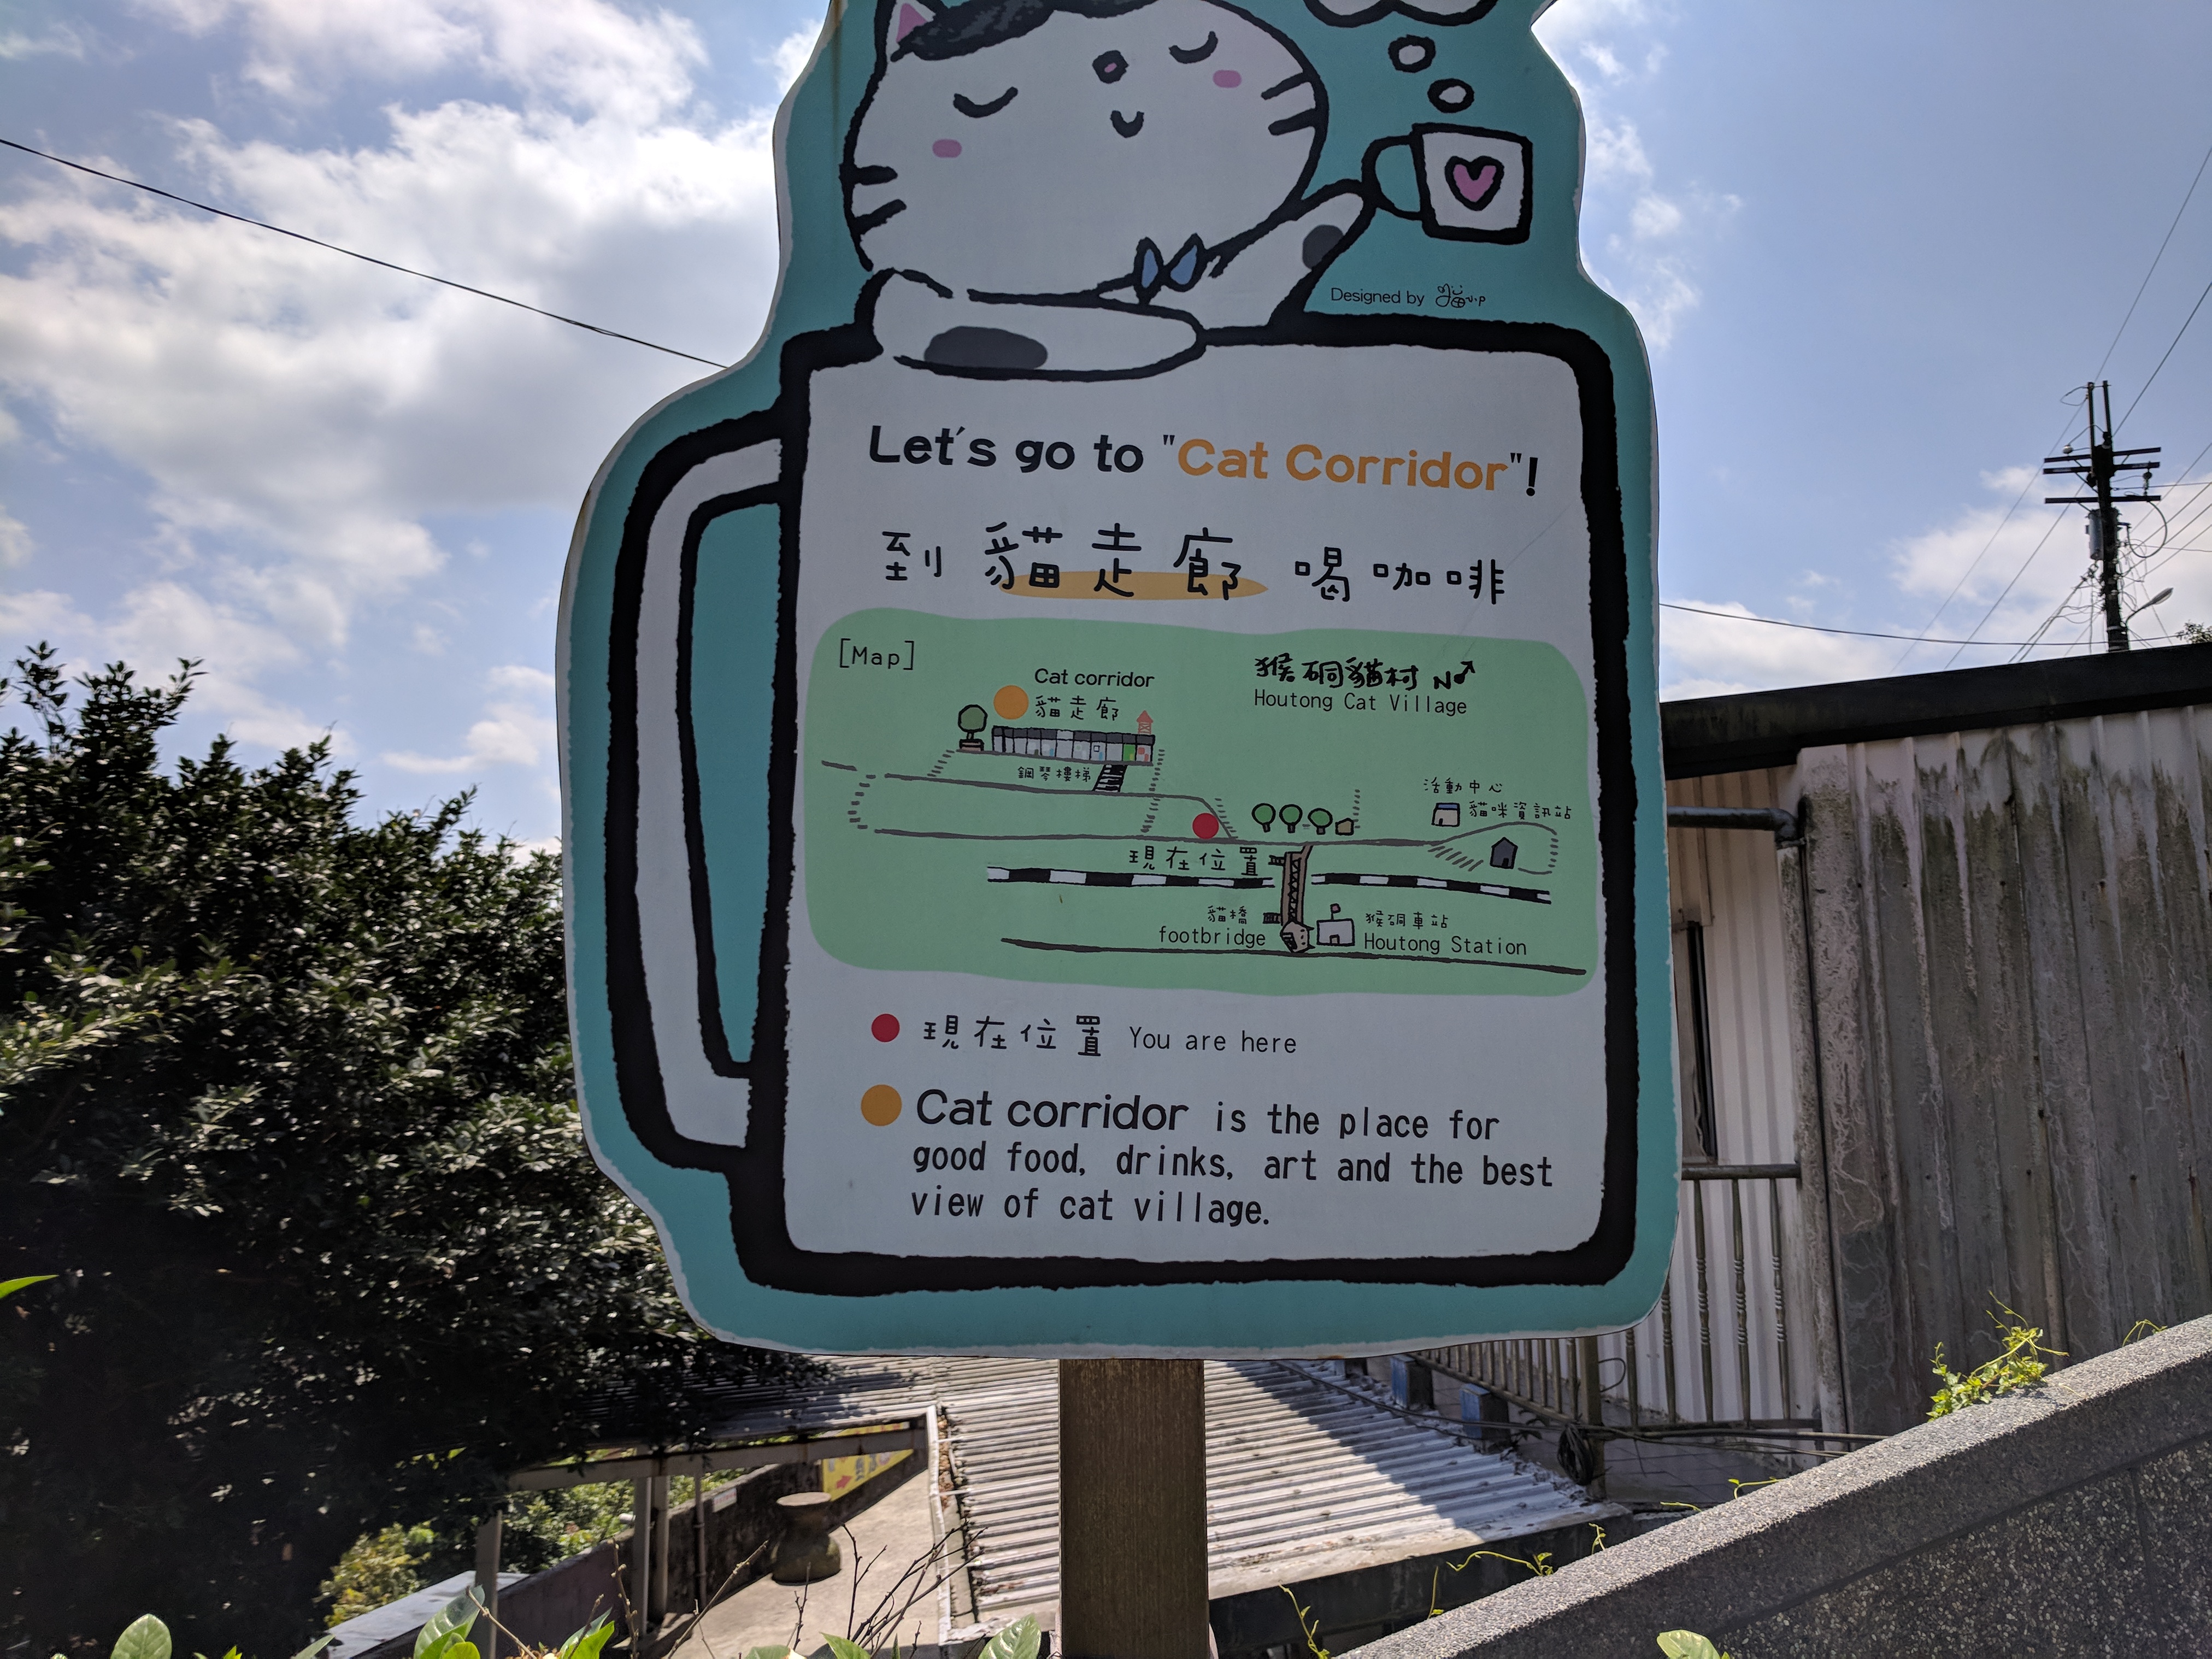 Designed by
Let's go to "Cat Corridor"!
到 貓走廊 喝咖啡
[Map]
Cat corridor
貓走廊
猴硐貓村 N
Houtong Cat Village
鋼琴樓梯
活動中心
貓咪資訊站
現在位置
貓橋
footbridge
猴硐車站
Houtong Station
現在位置 You are here
Cat corridor is the place for
good food, drinks, art and the best
view of cat village.